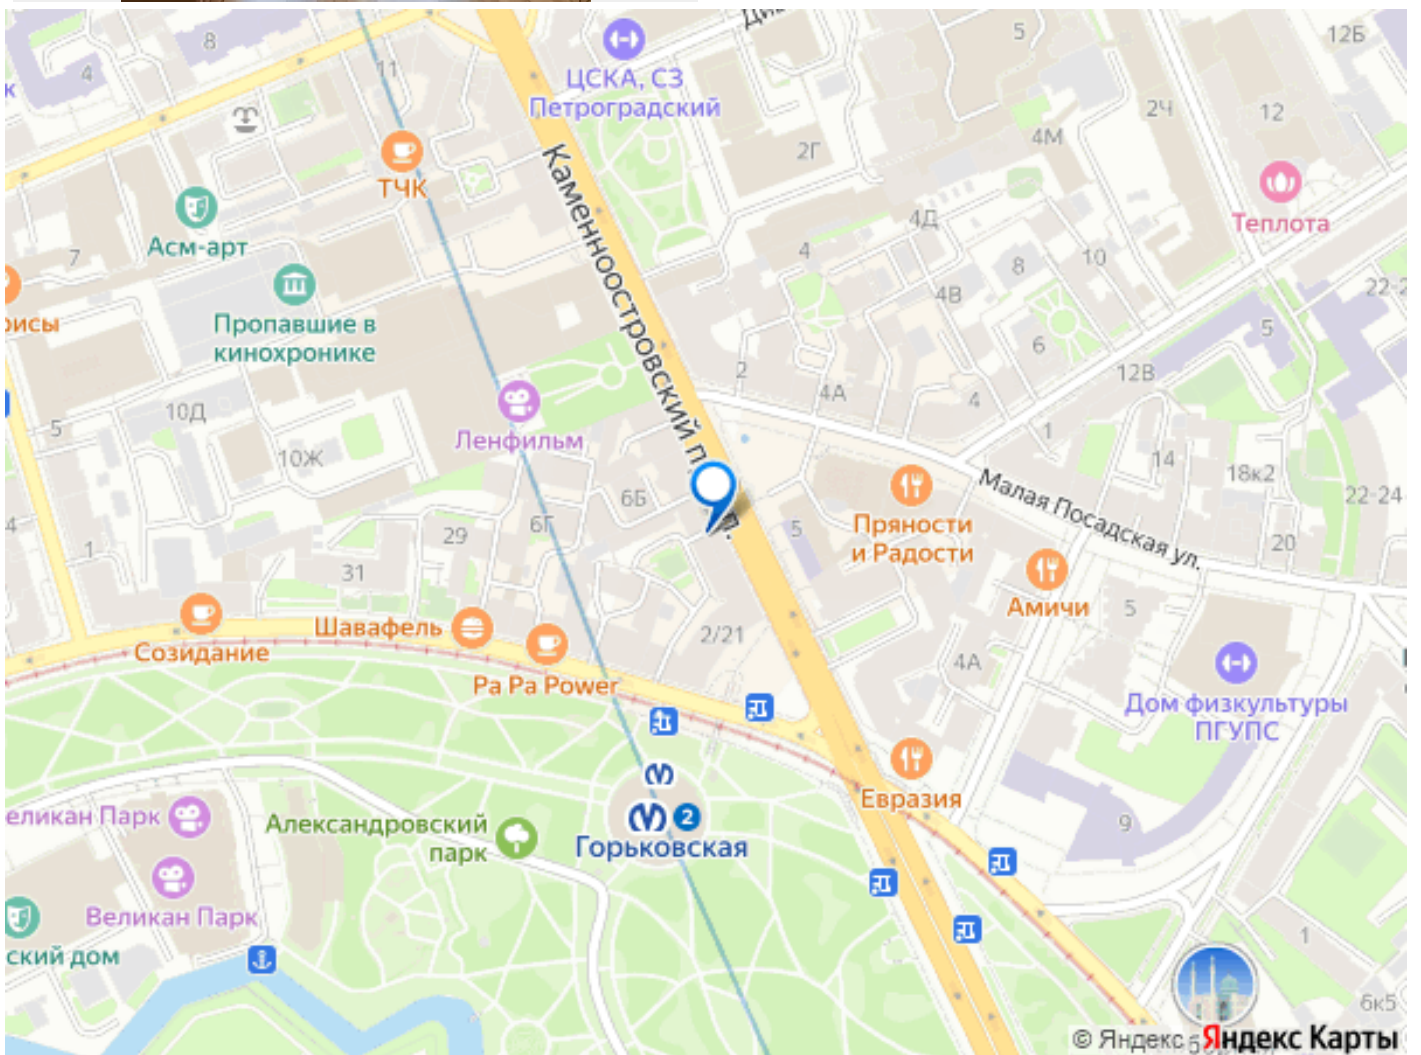 8
4
11
ЦСКА, СЗ
Петроградский
5
12Б
2Ч
12
4М
2Г
ТЧК
Каменноостровский п
Асм-арт
7
Теплота
4Д
4
8
10
4В
22-2
Пропавшие в
кинохронике
5
6
2
12В
4А
4
10Д
5
Ленфильм
10Ж
1
14
18к2
22-24
Малая Посадская ул.
6Б
6Г
29
4
1
31
5
Пряности
и Радости
20
Амичи
5
Шавафель
Созидание
Pa Pa Power
2/21
4А
Дом физкультуры
ПГУПС
Евразия
еликан Парк
Александровский
парк
2
Горьковская
9
Великан Парк
ский дом
1
6к5
© Яндекс
5
Яндекс Карты